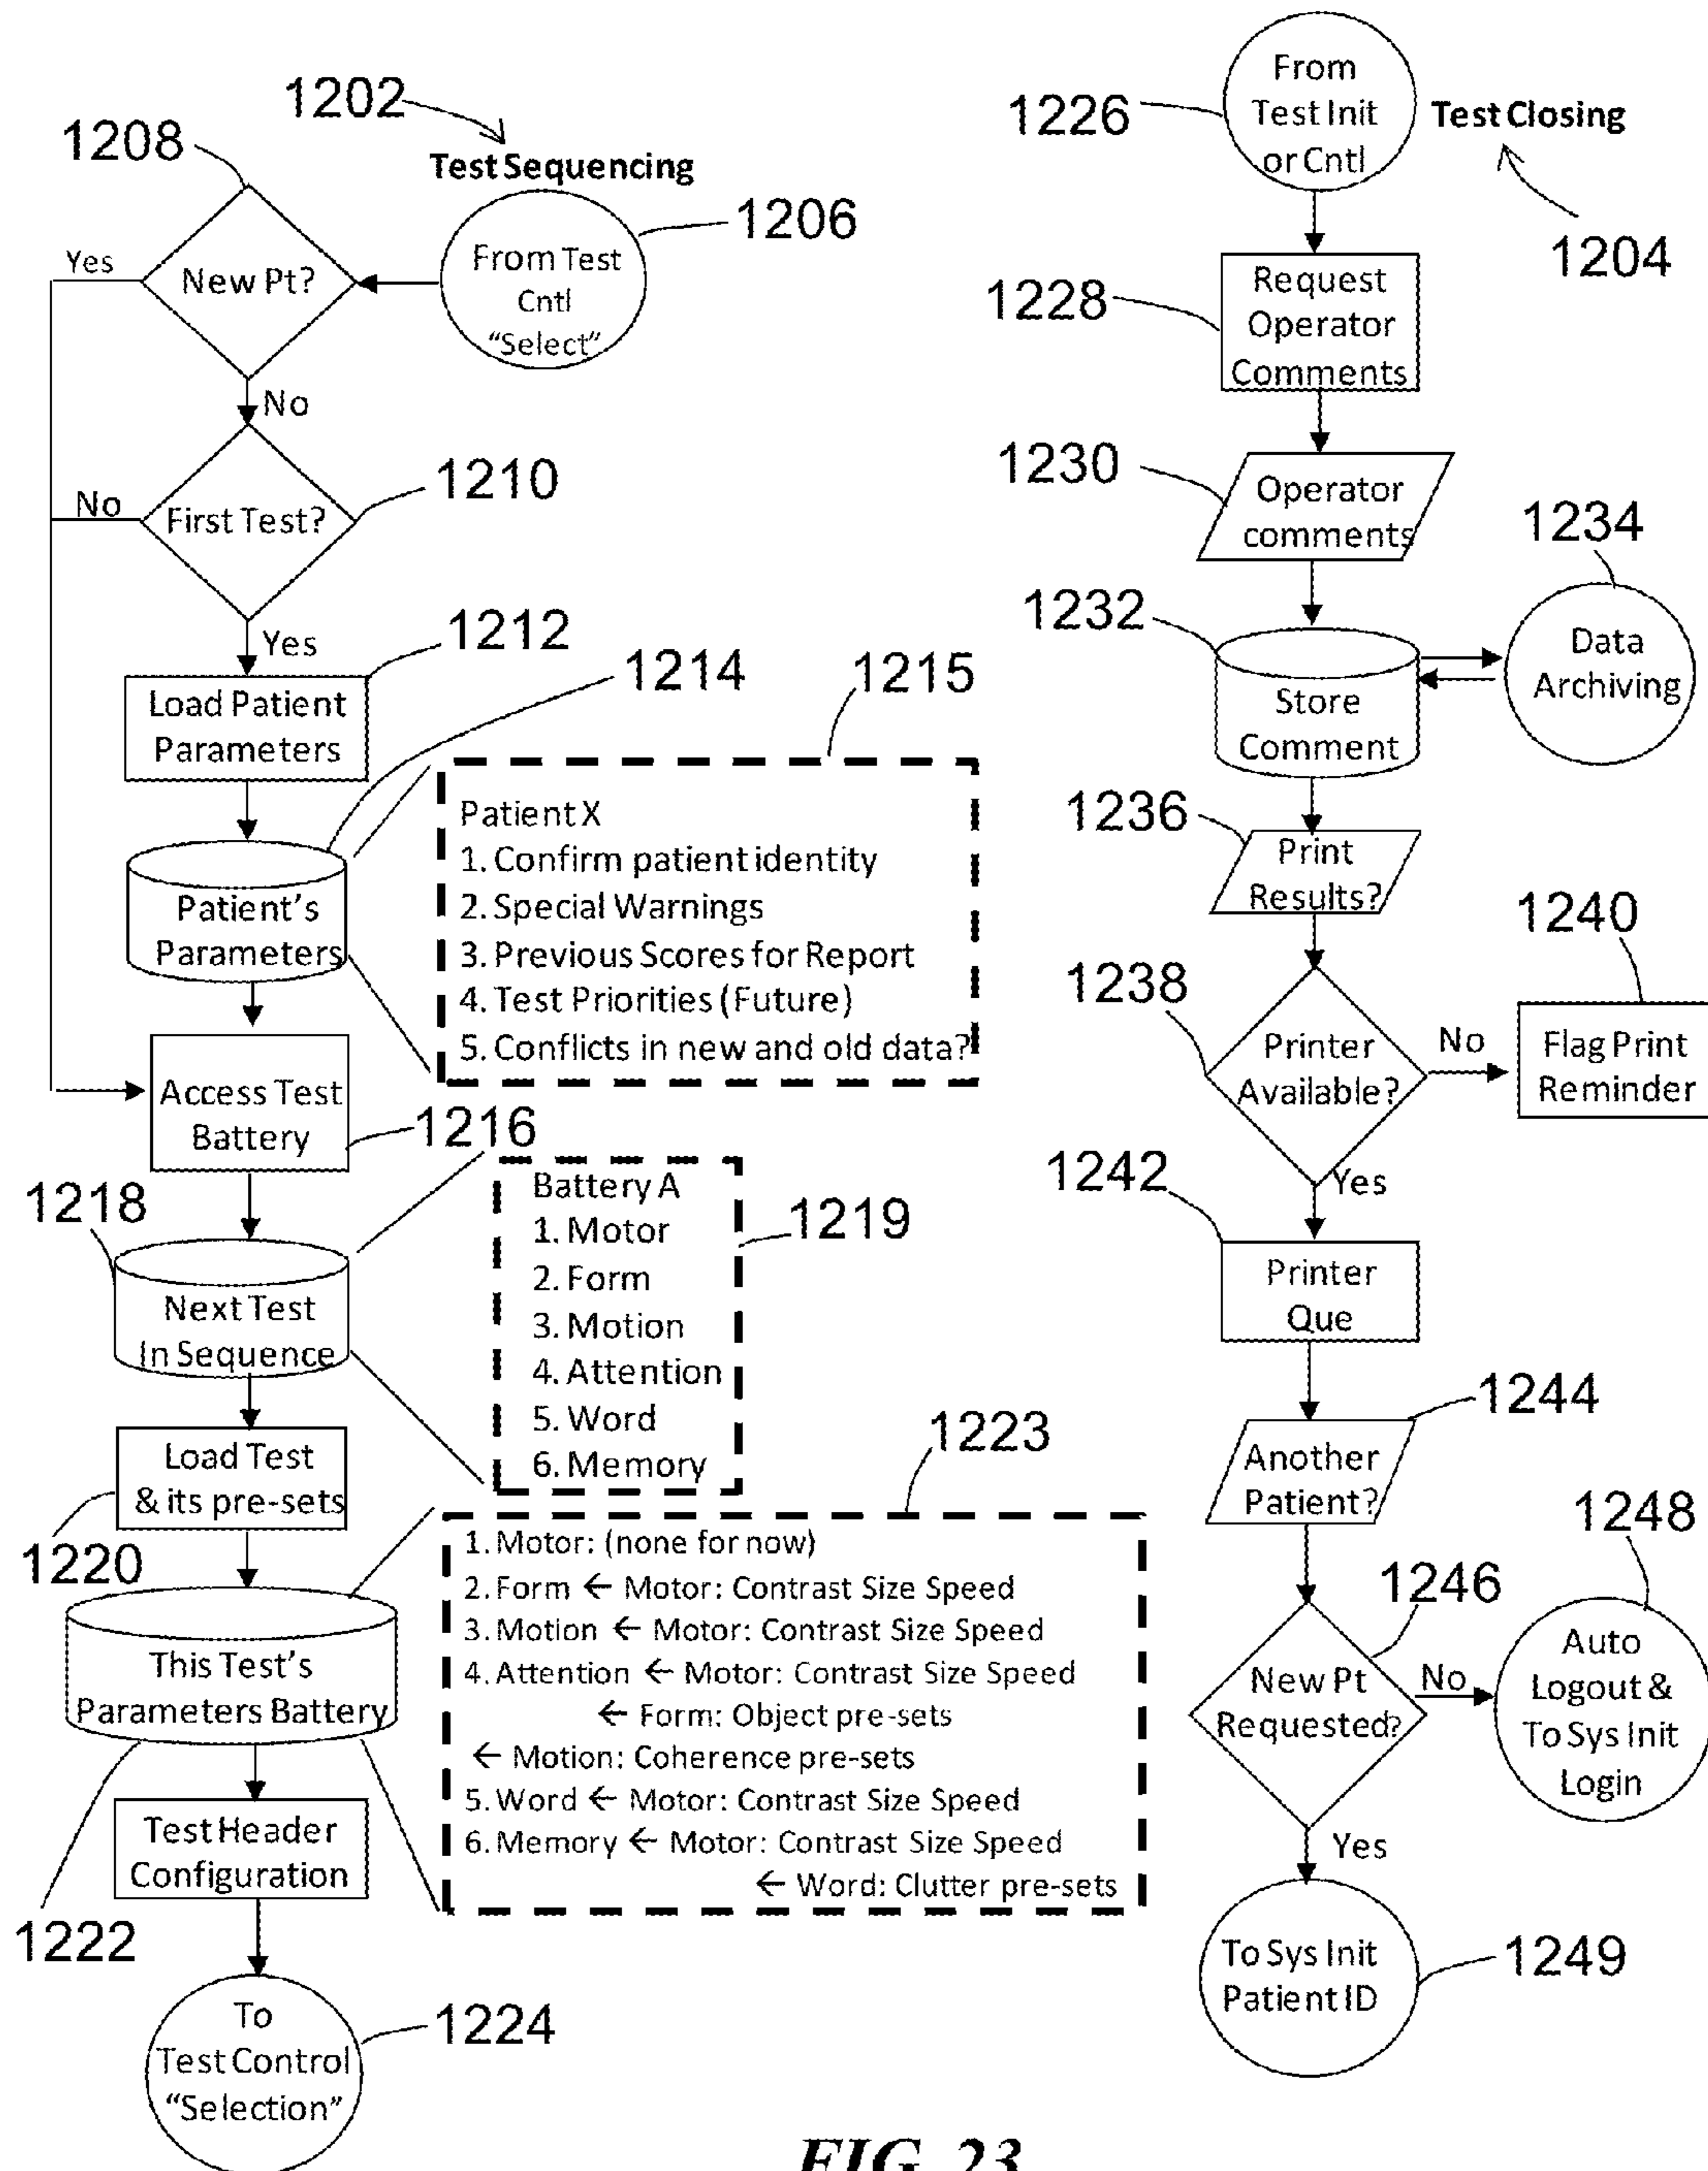 1202
Test Sequencing
1208
1206
From Test
Cntl
“Select”
New Pt?
Yes
No
1210
First Test?
No
Yes
1212
Load Patient
Parameters
1214
1215
Patient's
Parameters
Patient X
1. Confirm patient identity
2. Special Warnings
3. Previous Scores for Report
4. Test Priorities (Future)
5. Conflicts in new and old data?
Access Test
Battery
1216
1218
Next Test
In Sequence
Battery A
1. Motor
2. Form
3. Motion
4. Attention
5. Word
6. Memory
1219
Load Test
& its pre-sets
1220
1223
This Test's
Parameters Battery
1. Motor: (none for now)
2. Form ← Motor: Contrast Size Speed
3. Motion ← Motor: Contrast Size Speed
4. Attention ← Motor: Contrast Size Speed
← Form: Object pre-sets
← Motion: Coherence pre-sets
5. Word ← Motor: Contrast Size Speed
6. Memory ← Motor: Contrast Size Speed
← Word: Clutter pre-sets
Test Header
Configuration
1222
To
Test Control
“Selection”
1224
1226
From
Test Init
or Cntl
Test Closing
1204
1228
Request
Operator
Comments
1230
Operator
comments
1232
Store
Comment
1234
Data
Archiving
1236
Print
Results?
1238
Printer
Available?
No
1240
Flag Print
Reminder
Yes
1242
Printer
Que
1244
Another
Patient?
1246
New Pt
Requested?
No
1248
Auto
Logout &
To Sys Init
Login
Yes
To Sys Init
Patient ID
1249
FIG. 23